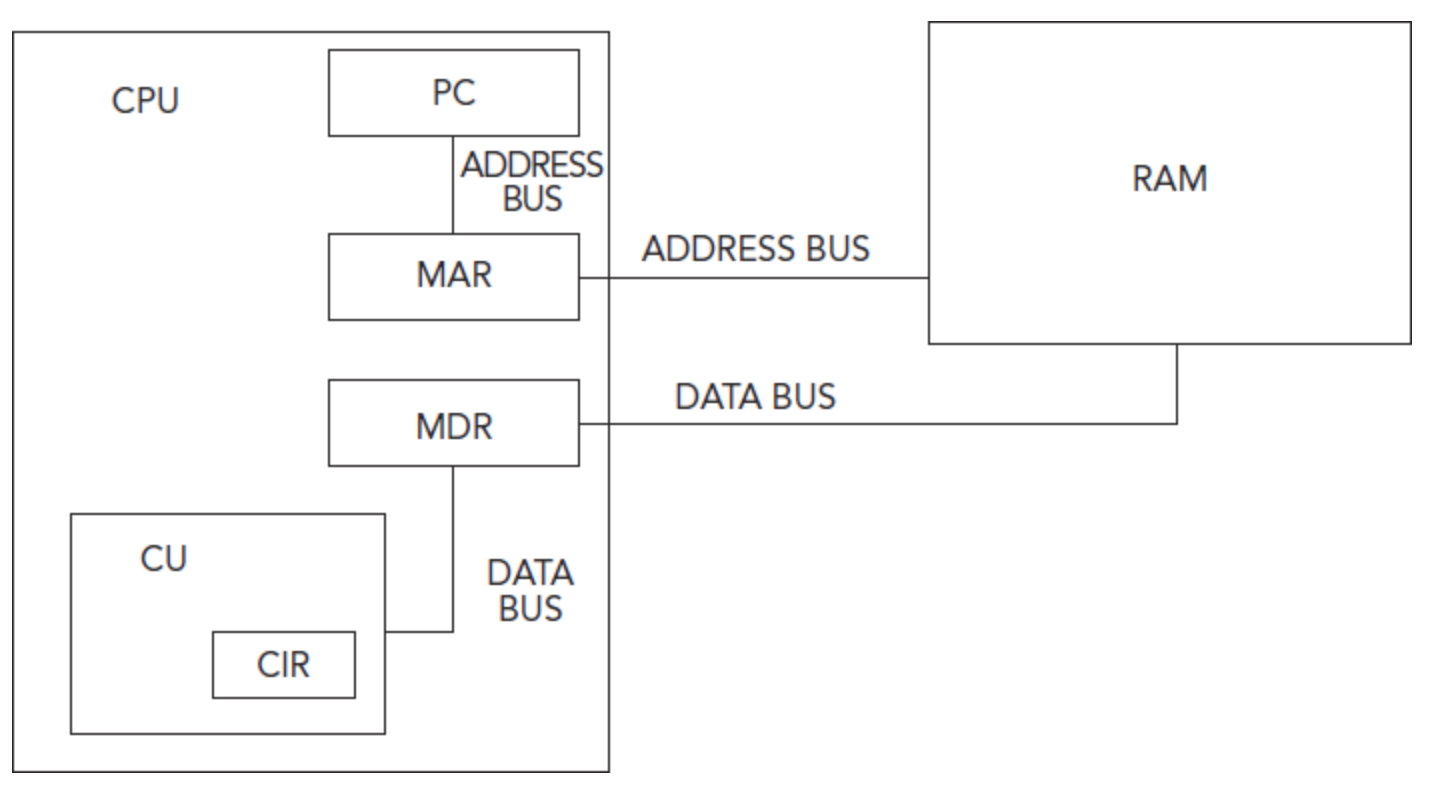 CPU
PC
ADDRESS
BUS
MAR
ADDRESS BUS
RAM
MDR
DATA BUS
CU
DATA
BUS
CIR